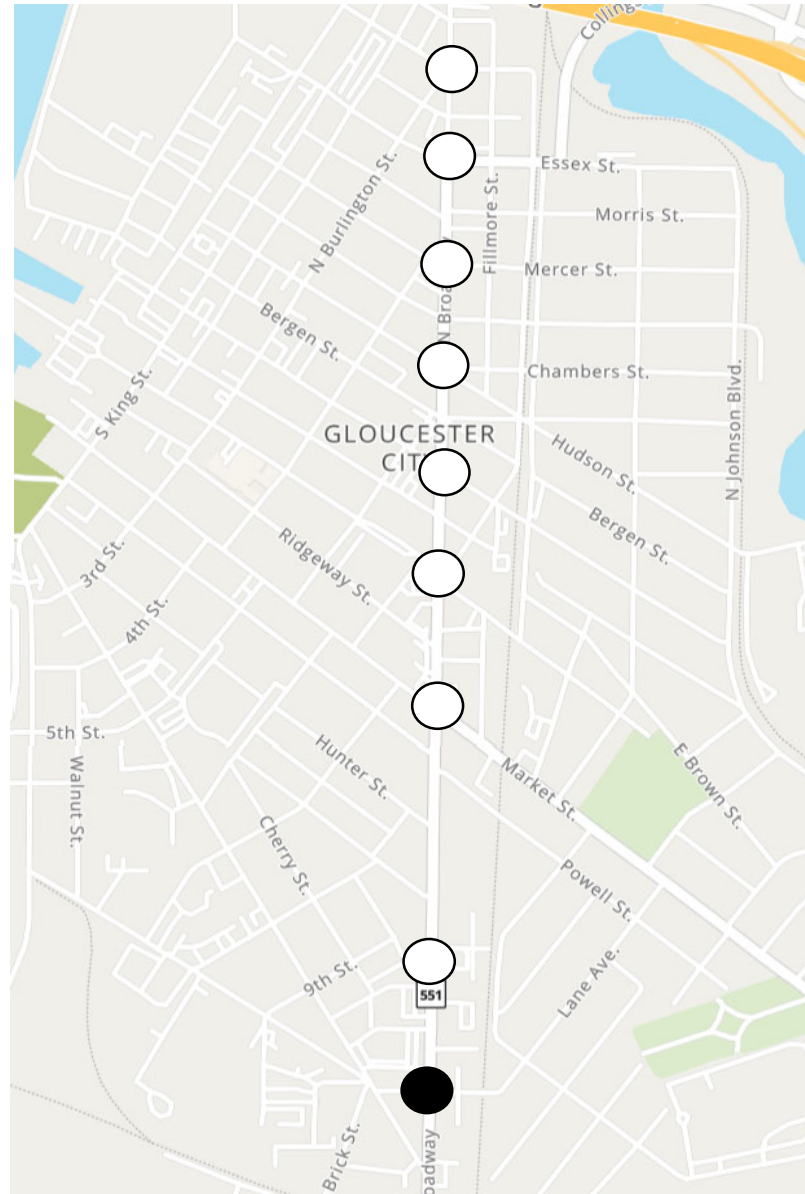 Colling
Essex St.
N Burlington St.
Fillmore St.
Morris St.
Mercer St.
N Broa
Bergen St.
Chambers St.
N Johnson Blvd.
S King St.
GLOUCESTER
CIT
Hudson St.
Bergen St.
Ridgeway St.
3rd St.
4th St.
5th St.
Walnut St.
Hunter St.
Market St.
E Brown St.
Cherry St.
Powell St.
9th St.
551
Lane Ave.
Brick St.
oadway